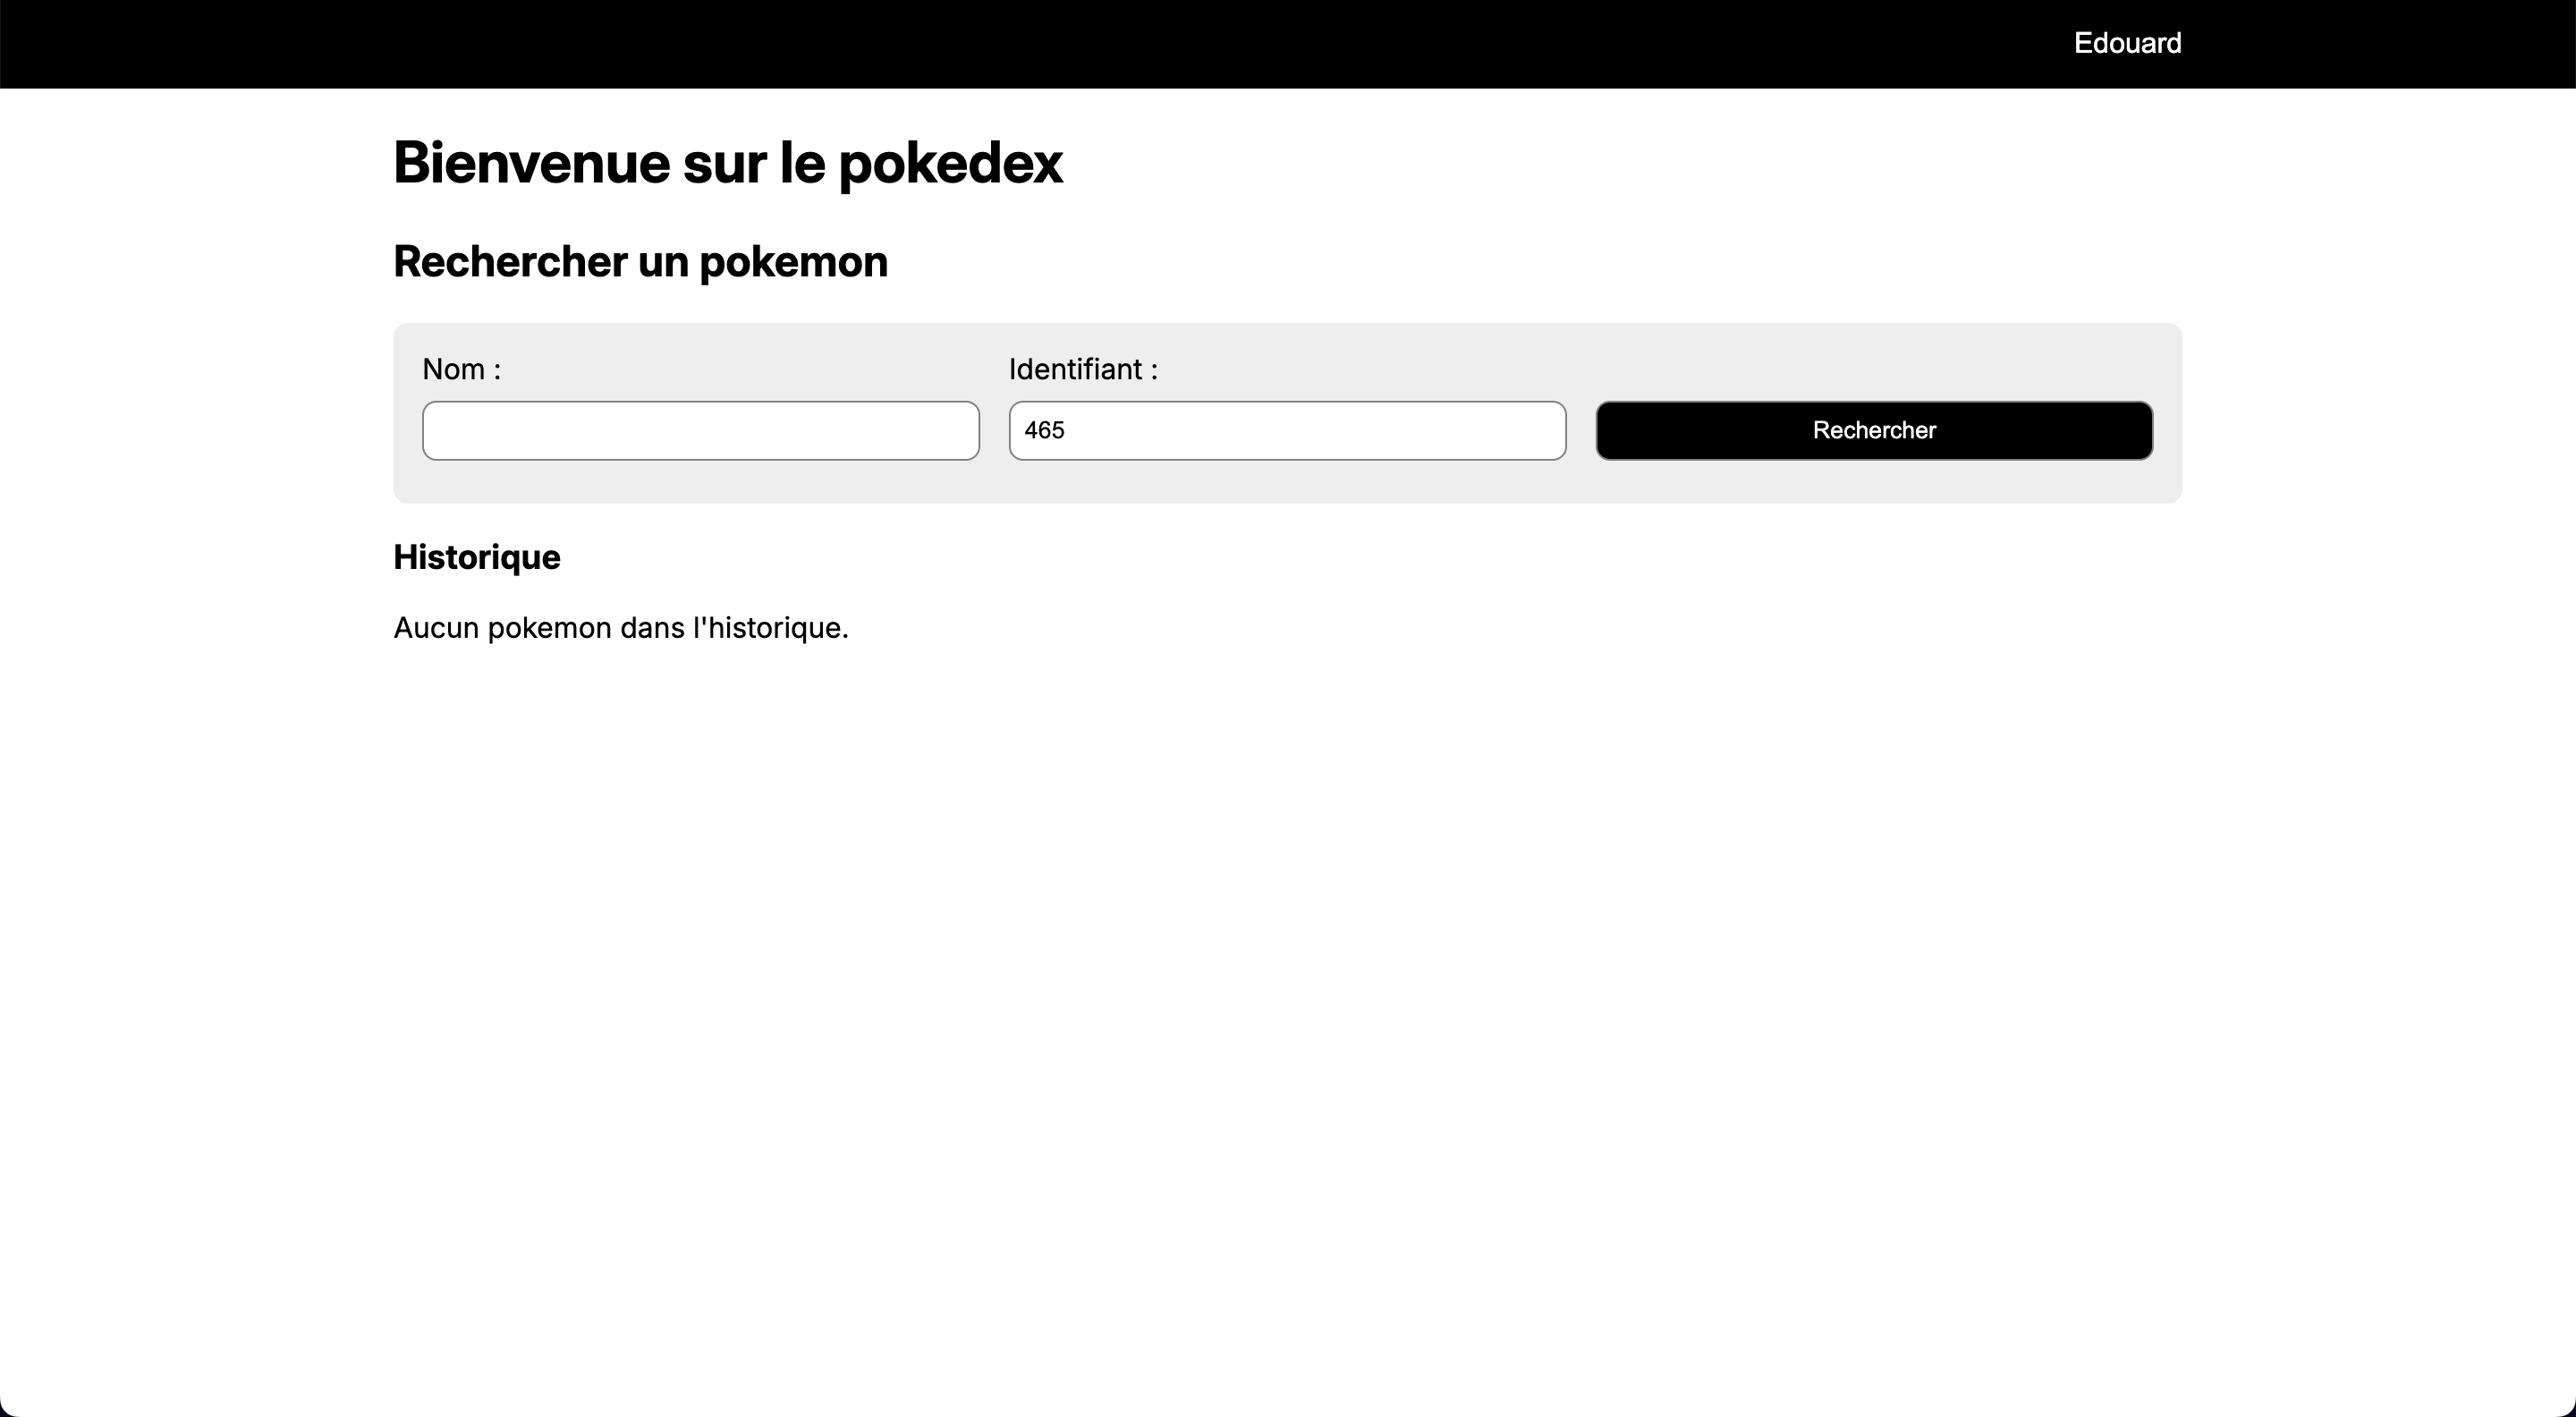 Edouard
Bienvenue sur le pokedex
Rechercher un pokemon
Nom :
Identifiant :
465
Rechercher
Historique
Aucun pokemon dans l'historique.